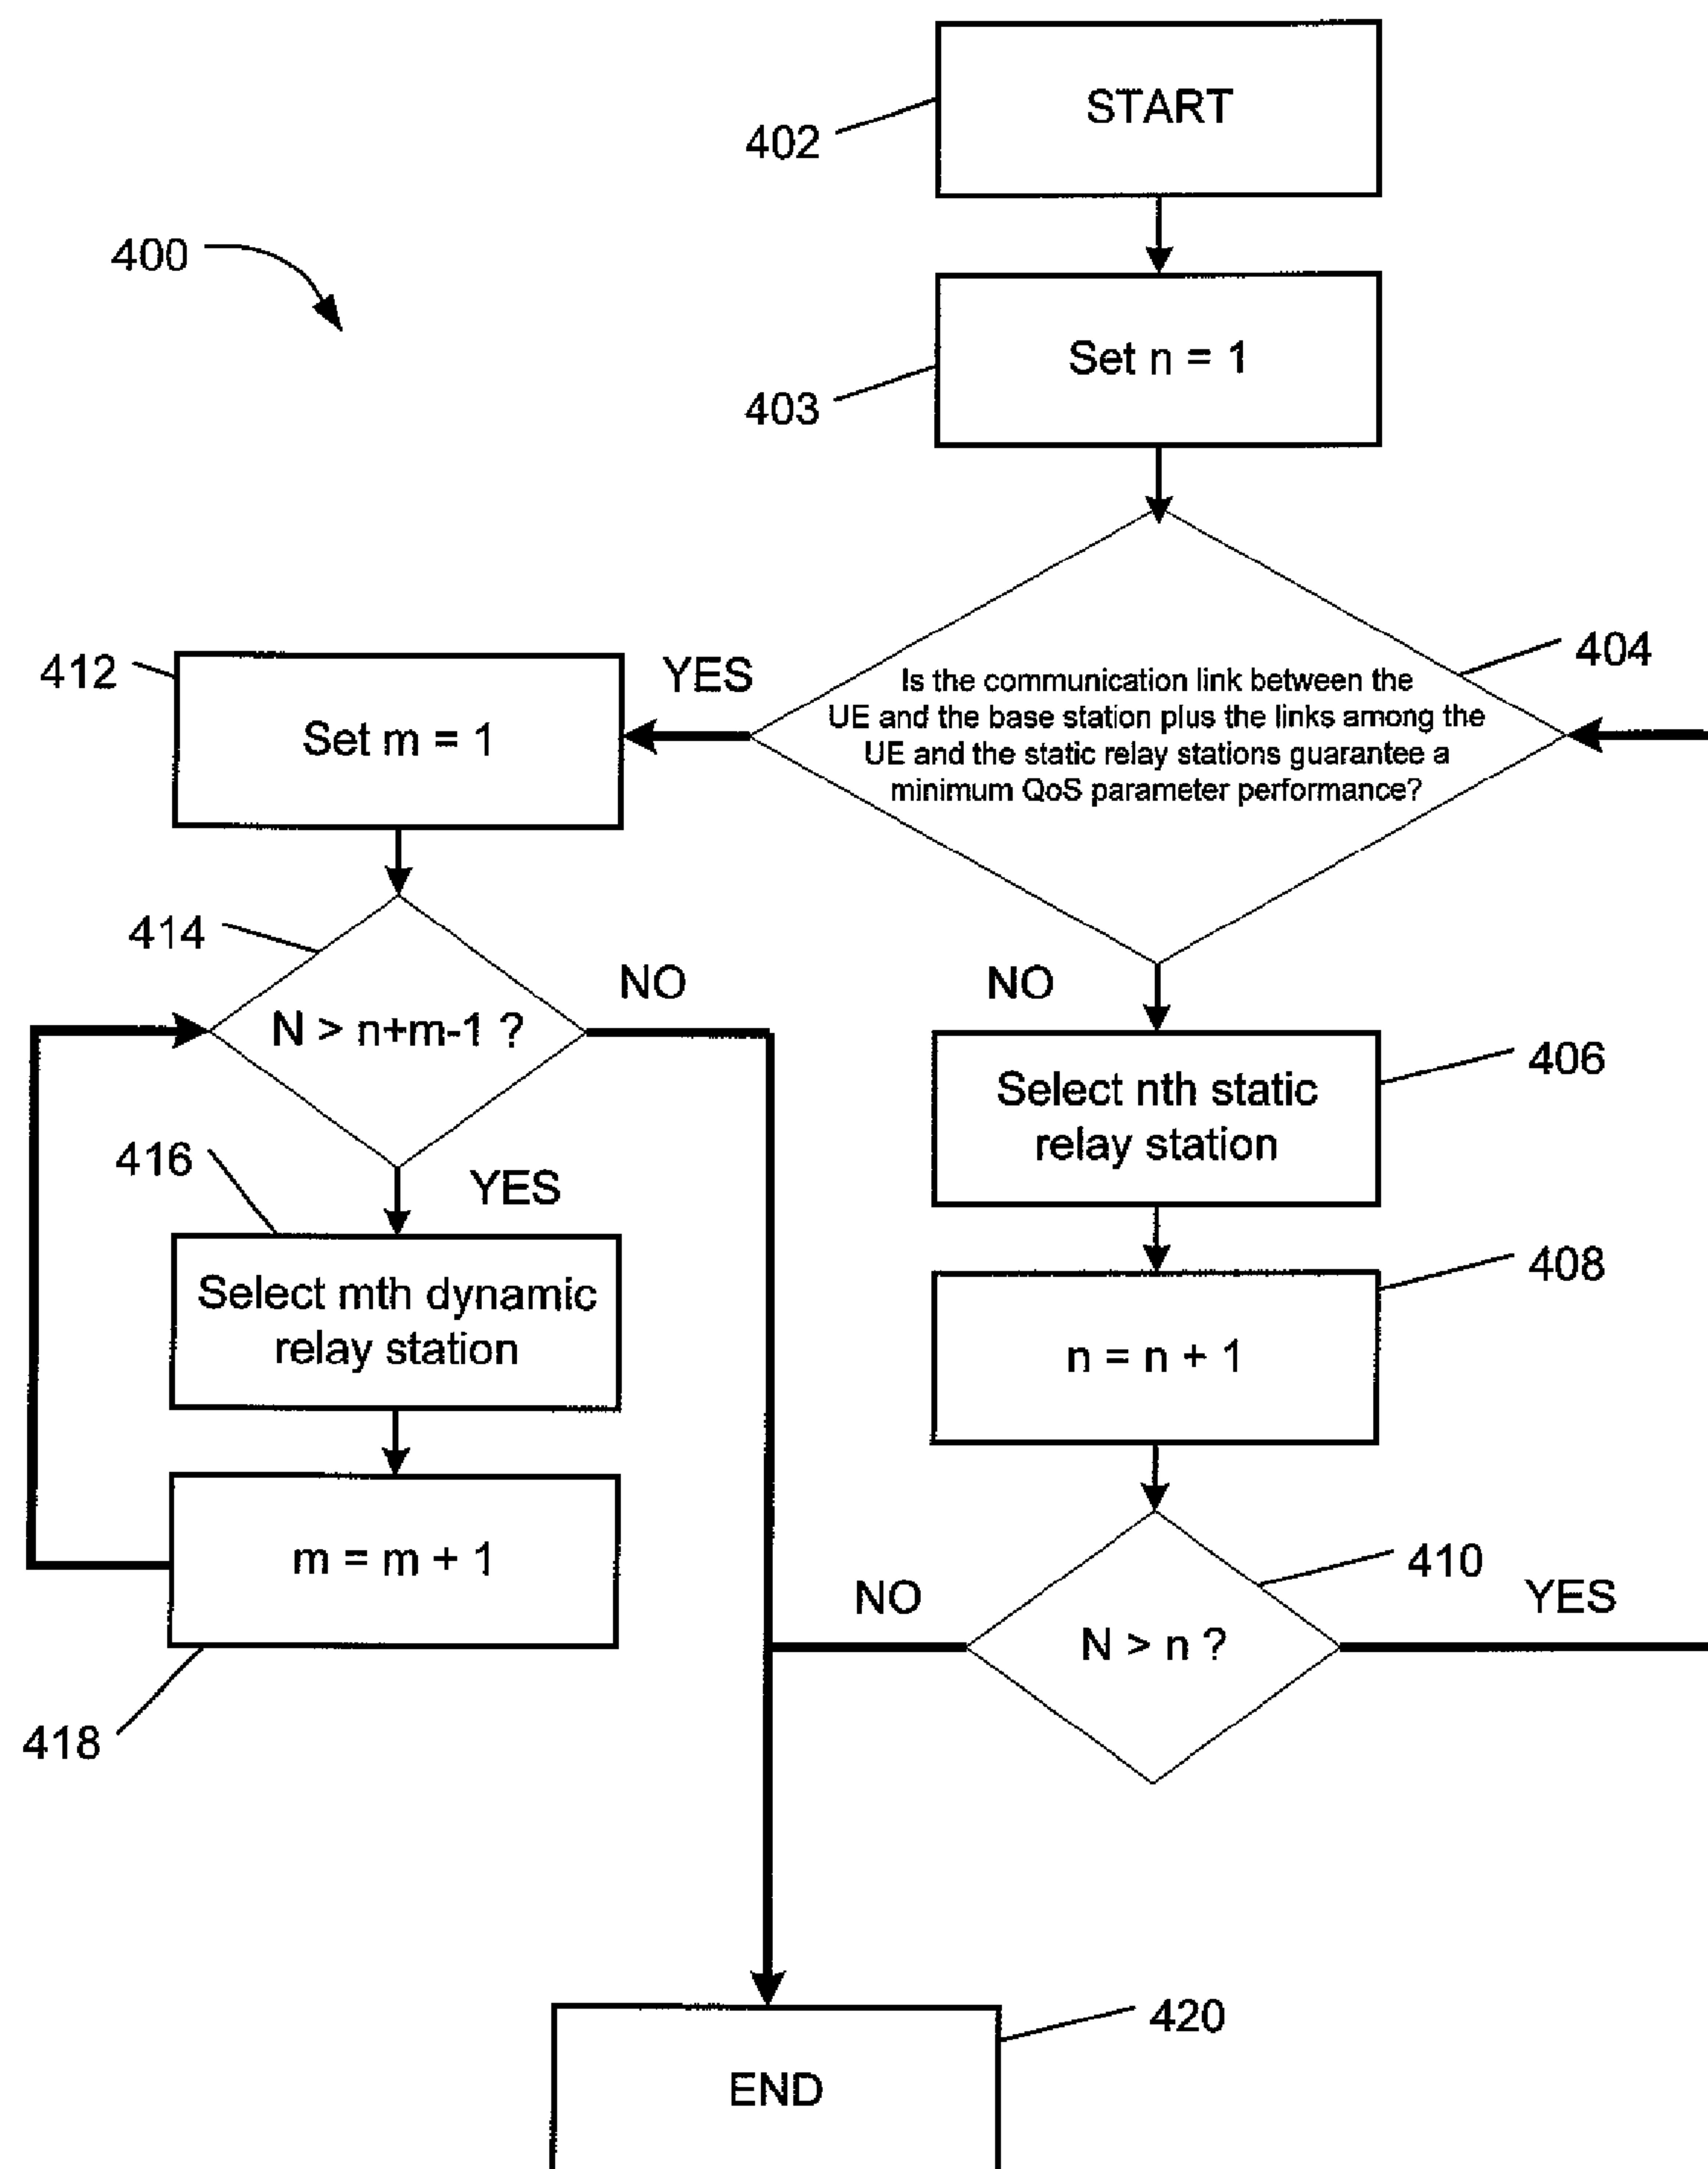 START
402
400
Set n = 1
403
404
Is the communication link between the
UE and the base station plus the links among the
UE and the static relay stations guarantee a
minimum QoS parameter performance?
YES
412
Set m = 1
414
N > n+m-1 ?
NO
NO
406
Select nth static
relay station
416
YES
Select mth dynamic
relay station
408
n = n + 1
m = m + 1
418
410
NO
N > n ?
YES
420
END